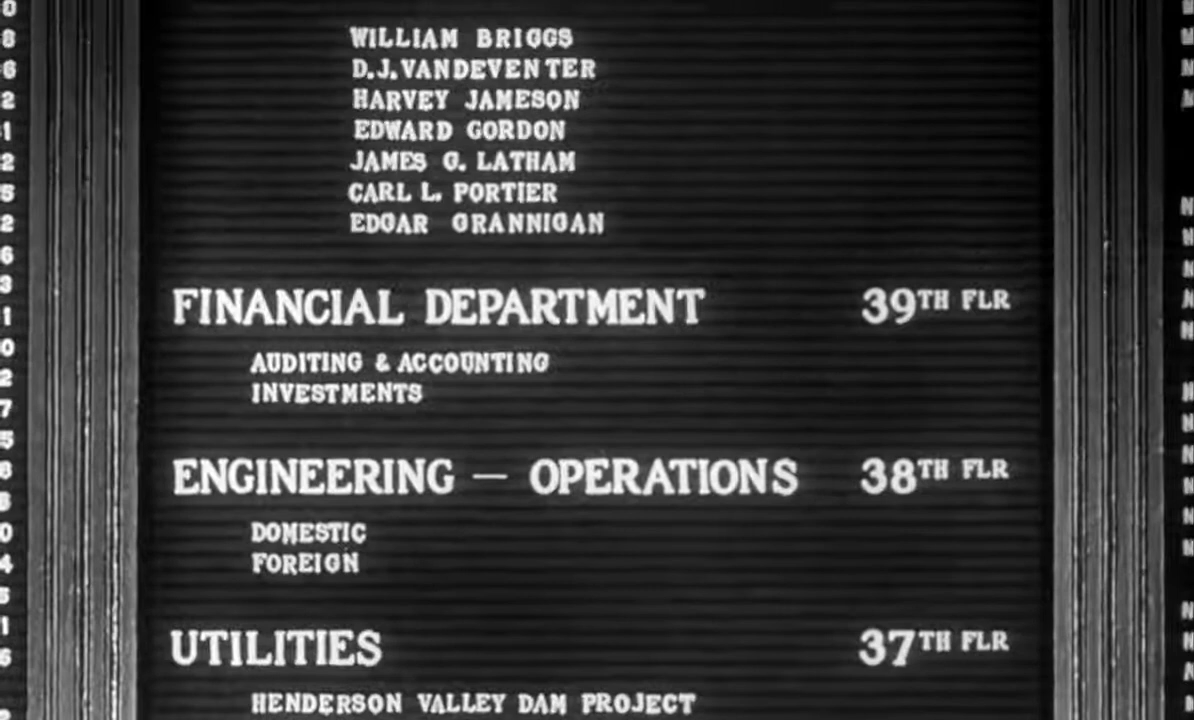 WILLIAM BRIGGS
D.J. VANDEVENTER
HARVEY JAMESON
EDWARD GORDON
JAMES G. LATHAM
CARL L. PORTIER
EDGAR GRANNIGAN
FINANCIAL DEPARTMENT 39TH FLR
AUDITING & ACCOUNTING
INVESTMENTS
ENGINEERING — OPERATIONS 38TH FLR
DOMESTIC
FOREIGN
UTILITIES 37TH FLR
HENDERSON VALLEY DAM PROJECT